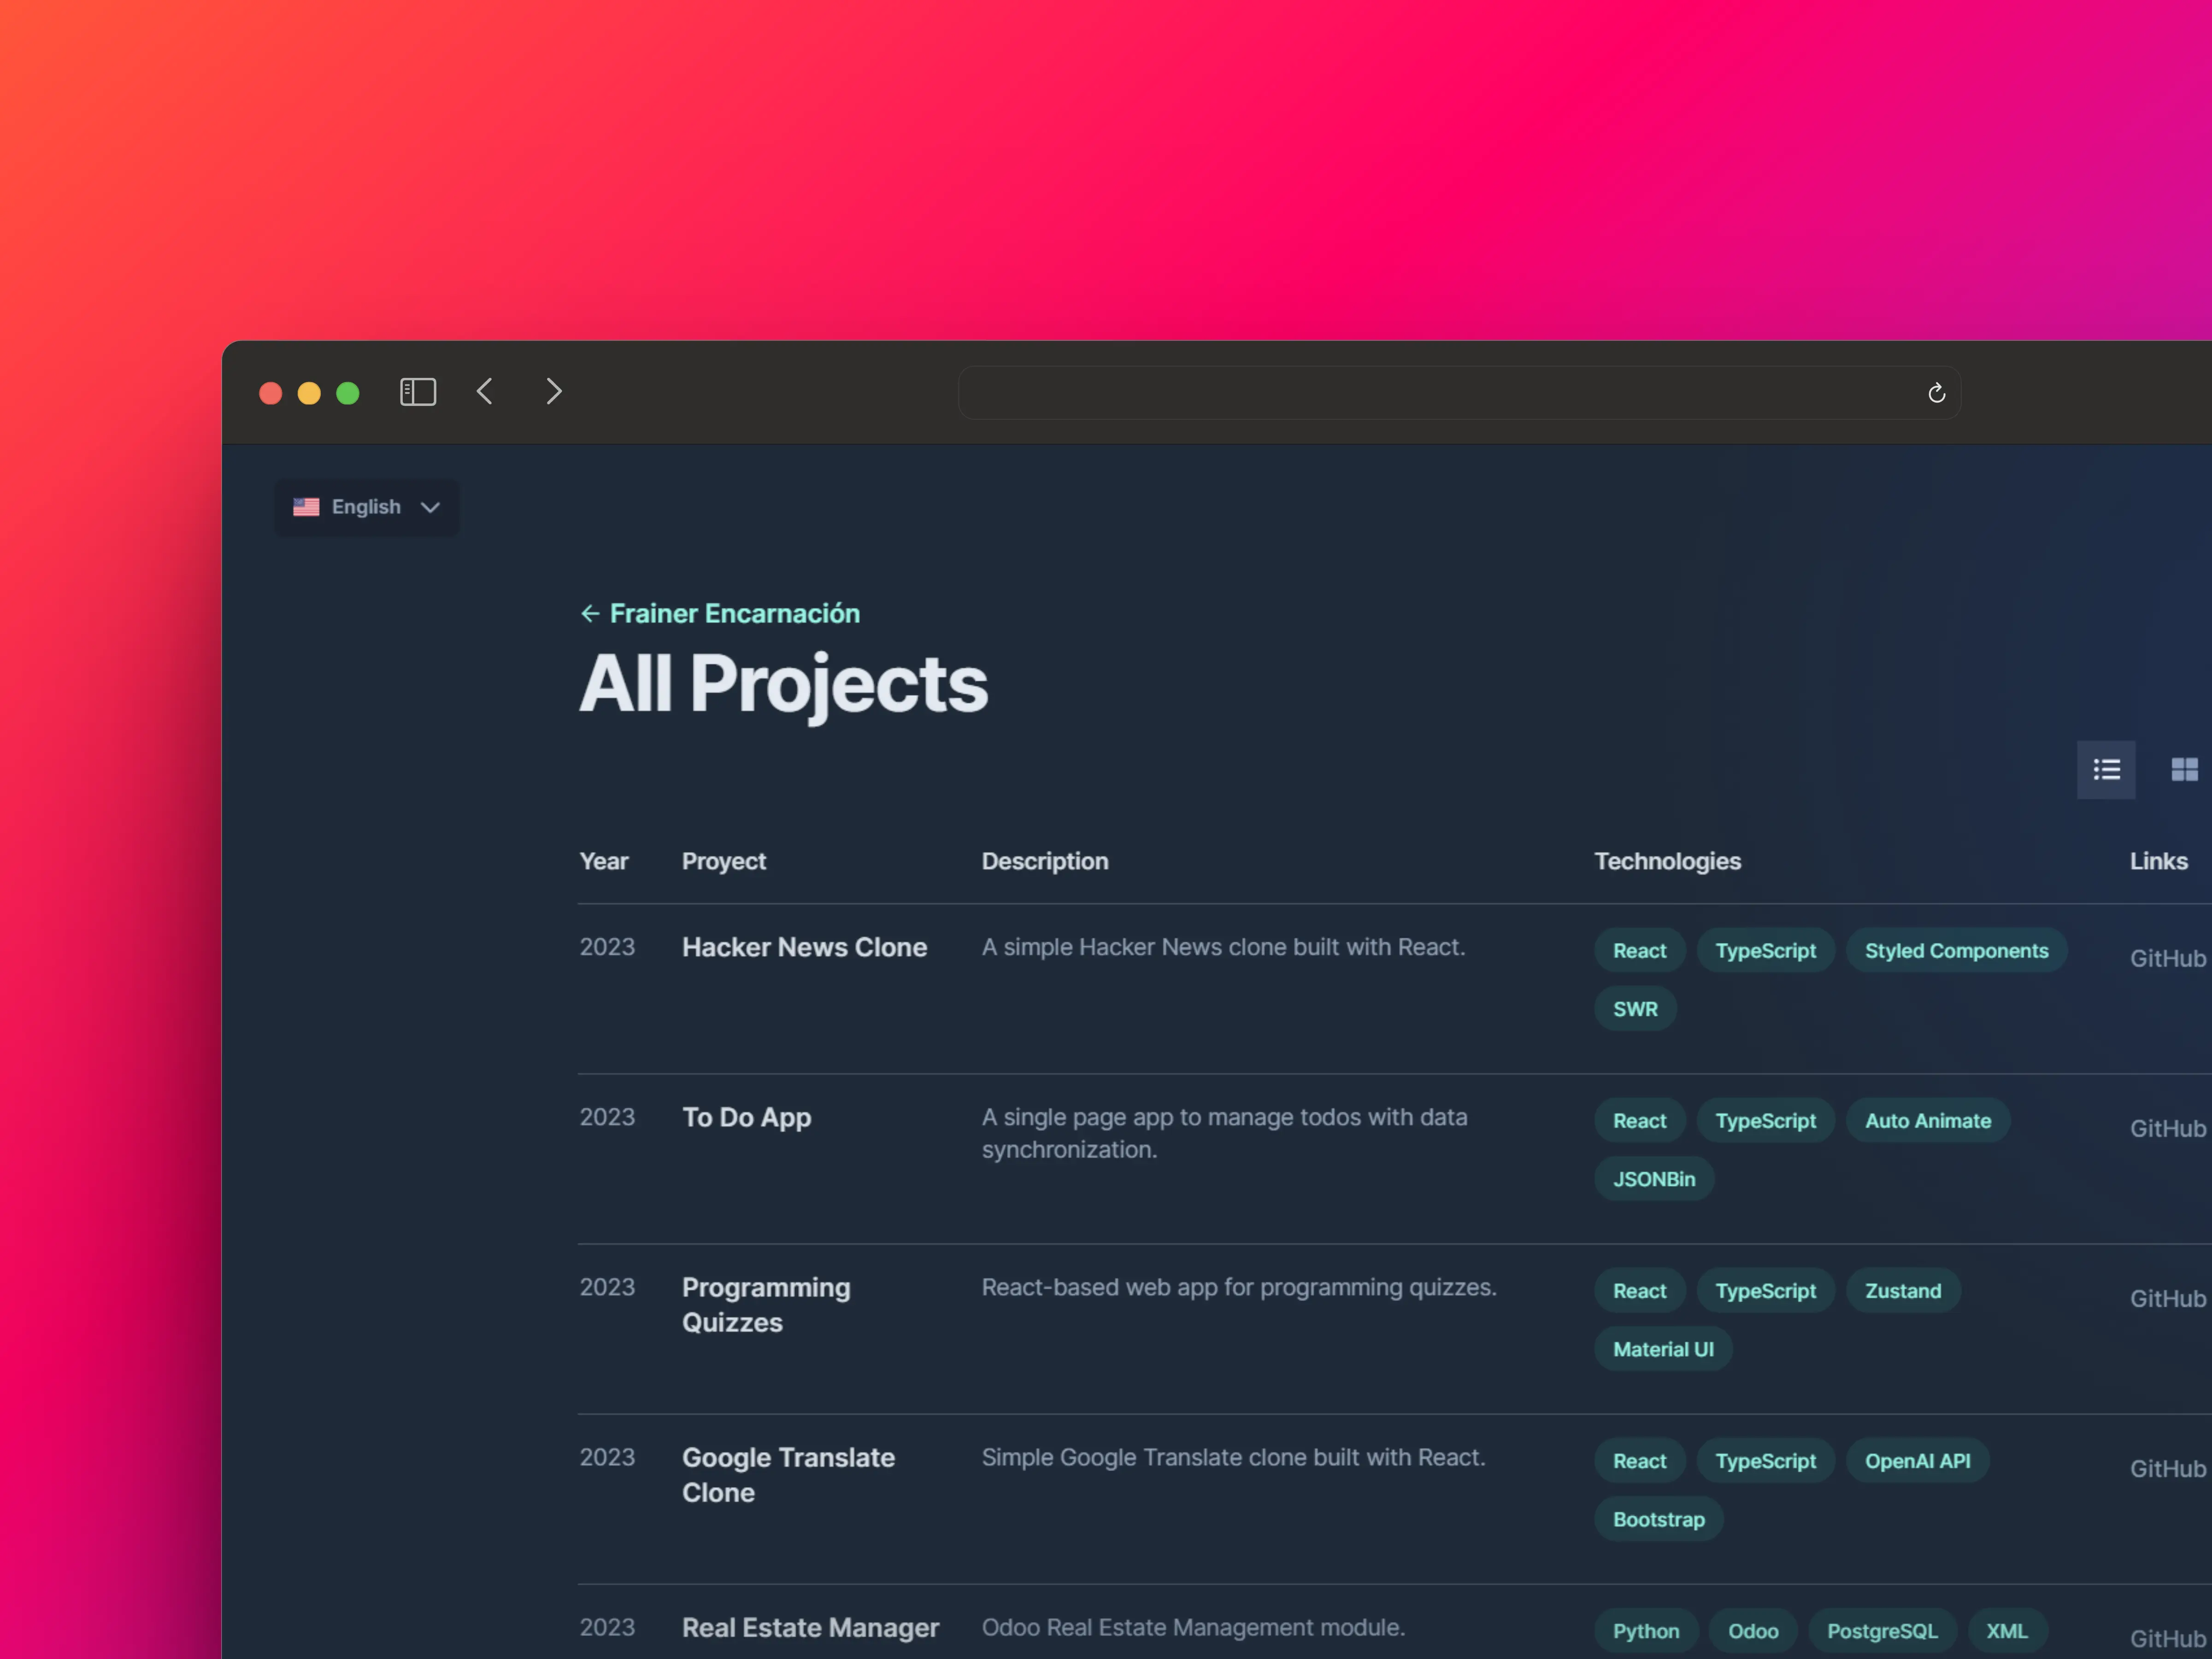 English
← Frainer Encarnación
All Projects
Year Proyect Description Technologies Links
2023 Hacker News Clone A simple Hacker News clone built with React. React TypeScript Styled Components GitHub
SWR
2023 To Do App A single page app to manage todos with data React TypeScript Auto Animate GitHub
synchronization.
JSONBin
2023 Programming React-based web app for programming quizzes. React TypeScript Zustand GitHub
Quizzes
Material UI
2023 Google Translate Simple Google Translate clone built with React. React TypeScript OpenAI API GitHub
Clone
Bootstrap
2023 Real Estate Manager Odoo Real Estate Management module. Python Odoo PostgreSQL XML GitHub